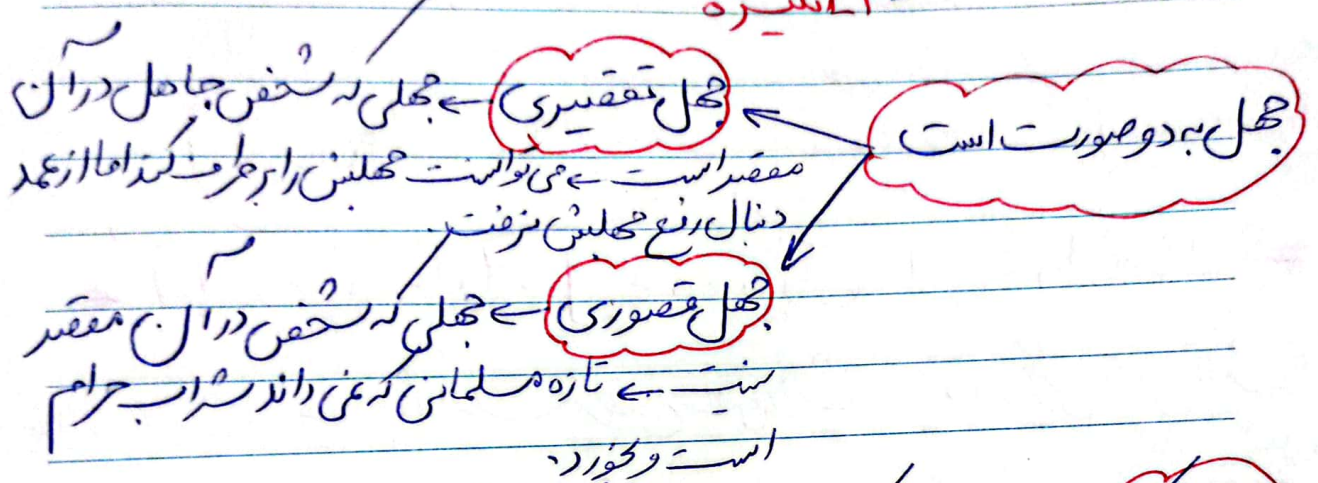 جهل به دو صورت است
جهل تقصیری ← جهلی که شخص جاهل در آن
مقصر است ← می توانست جهلش را برطرف کند اما از عمد
دنبال رفع جهلش نرفت.
جهل قصوری ← جهلی که شخص در آن مقصر
نیست ← تازه مسلمانی که نمی داند شراب حرام
است و بخورد.